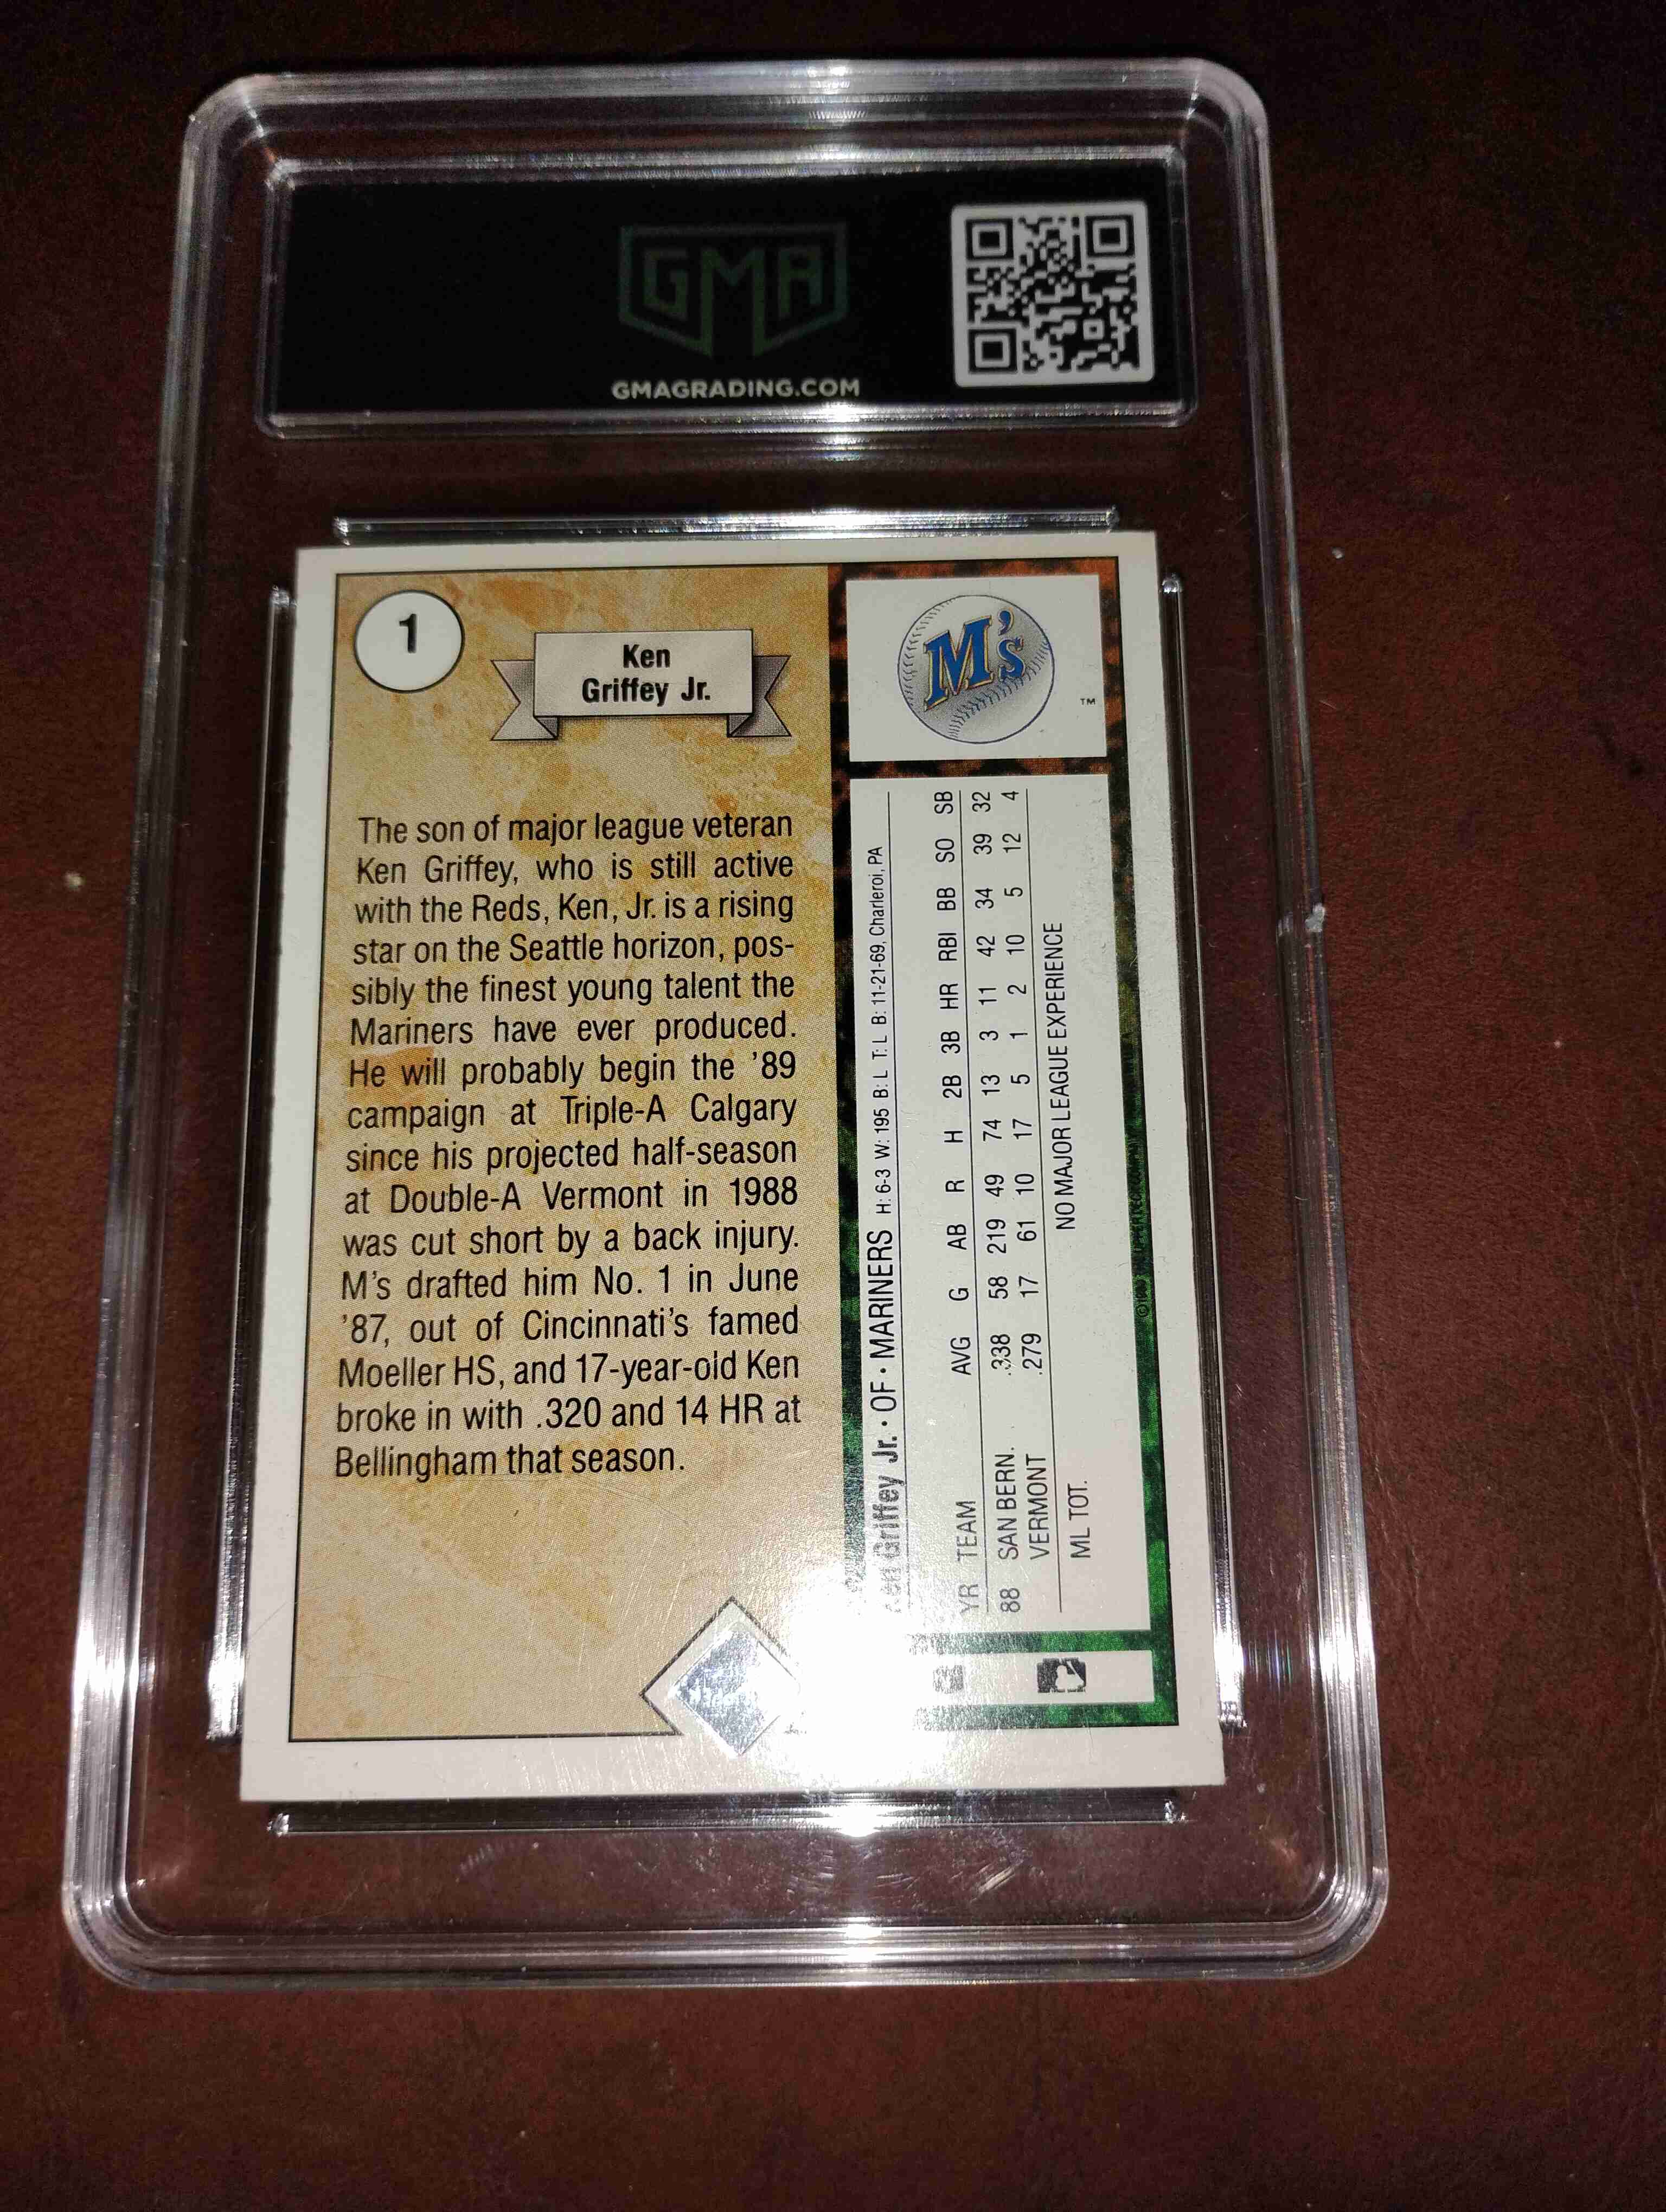 GMA
GMAGRADING.COM
1
Ken
Griffey Jr.
M's
TM
The son of major league veteran
Ken Griffey, who is still active
with the Reds, Ken, Jr. is a rising
star on the Seattle horizon, pos-
sibly the finest young talent the
Mariners have ever produced.
He will probably begin the '89
campaign at Triple-A Calgary
since his projected half-season
at Double-A Vermont in 1988
was cut short by a back injury.
M's drafted him No. 1 in June
'87, out of Cincinnati's famed
Moeller HS, and 17-year-old Ken
broke in with .320 and 14 HR at
Bellingham that season.
Ken Griffey Jr. • OF • MARINERS H: 6-3 W: 195 B: L T: L B: 11-21-69, Charleroi, PA
YR TEAM AVG G AB R H 2B 3B HR RBI BB SO SB
88 SAN BERN. .338 58 219 49 74 13 3 11 42 34 39 32
VERMONT .279 17 61 10 17 5 1 2 10 5 12 4
ML TOT. NO MAJOR LEAGUE EXPERIENCE